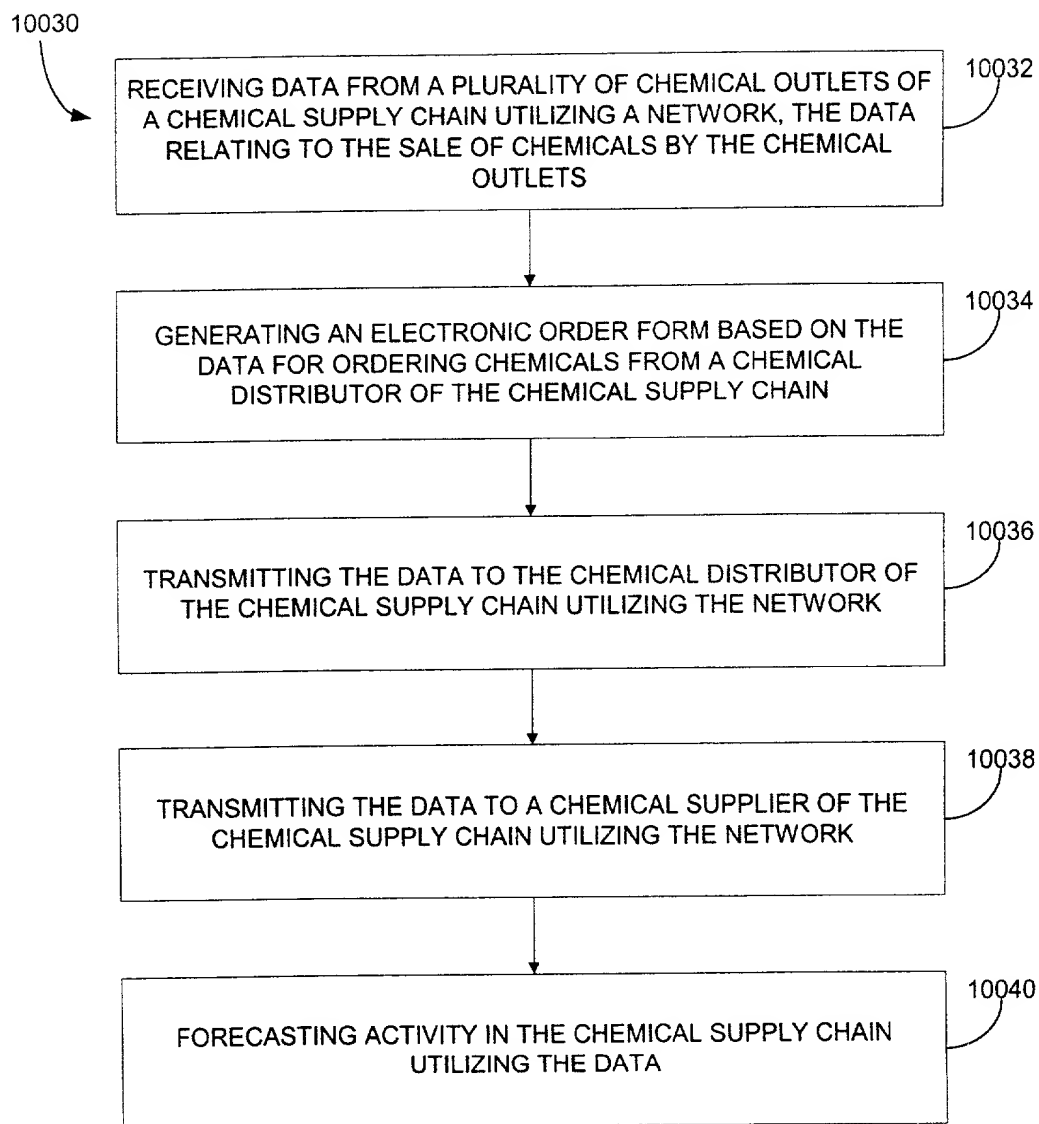 10030
10032
RECEIVING DATA FROM A PLURALITY OF CHEMICAL OUTLETS OF
A CHEMICAL SUPPLY CHAIN UTILIZING A NETWORK, THE DATA
RELATING TO THE SALE OF CHEMICALS BY THE CHEMICAL
OUTLETS
10034
GENERATING AN ELECTRONIC ORDER FORM BASED ON THE
DATA FOR ORDERING CHEMICALS FROM A CHEMICAL
DISTRIBUTOR OF THE CHEMICAL SUPPLY CHAIN
10036
TRANSMITTING THE DATA TO THE CHEMICAL DISTRIBUTOR OF
THE CHEMICAL SUPPLY CHAIN UTILIZING THE NETWORK
10038
TRANSMITTING THE DATA TO A CHEMICAL SUPPLIER OF THE
CHEMICAL SUPPLY CHAIN UTILIZING THE NETWORK
10040
FORECASTING ACTIVITY IN THE CHEMICAL SUPPLY CHAIN
UTILIZING THE DATA